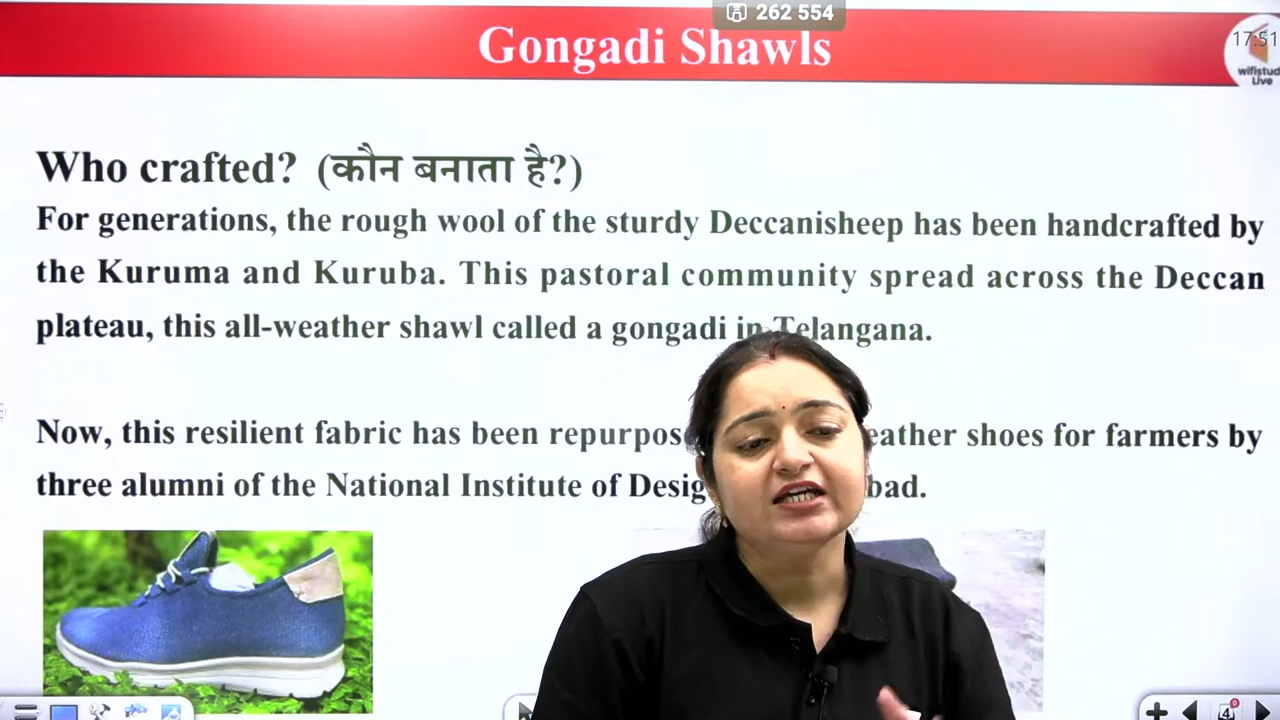 262 554
Gongadi Shawls
17:51
wifistud
Live
Who crafted? (कौन बनाता है?)
For generations, the rough wool of the sturdy Deccanisheep has been handcrafted by
the Kuruma and Kuruba. This pastoral community spread across the Deccan
plateau, this all-weather shawl called a gongadi in Telangana.
Now, this resilient fabric has been repurpos eather shoes for farmers by
three alumni of the National Institute of Desig bad.
4